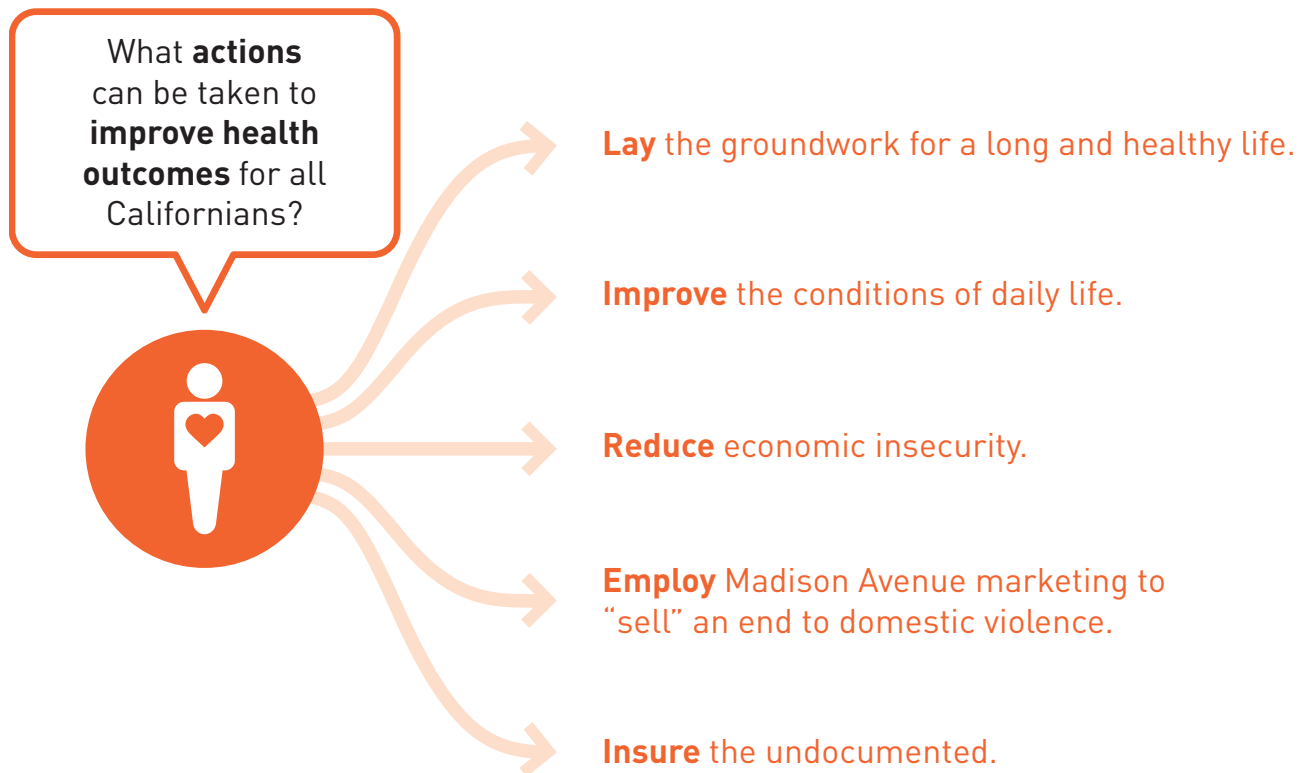 What actions
can be taken to
improve health
outcomes for all
Californians?
Lay the groundwork for a long and healthy life.
Improve the conditions of daily life.
Reduce economic insecurity.
Employ Madison Avenue marketing to
“sell” an end to domestic violence.
Insure the undocumented.